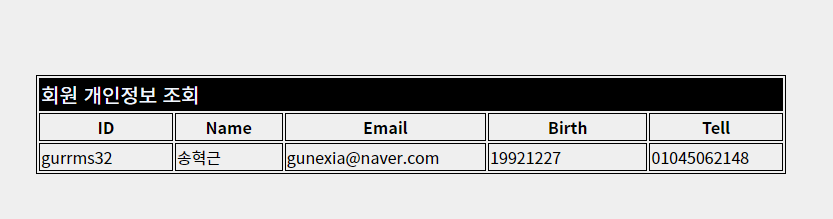 회원 개인정보 조회
ID Name Email Birth Tell
gurrms32 송혁근 gunexia@naver.com 19921227 01045062148